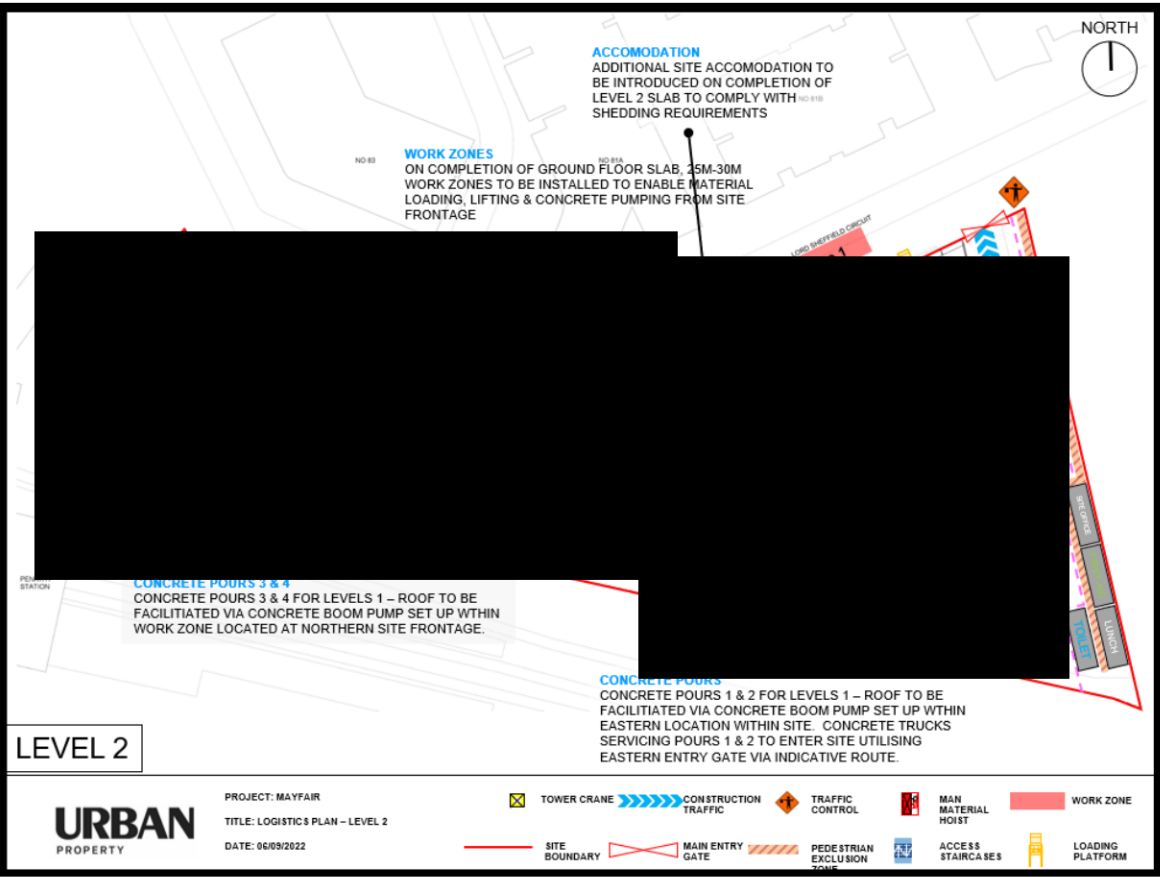 NORTH
ACCOMODATION
ADDITIONAL SITE ACCOMODATION TO
BE INTRODUCED ON COMPLETION OF
LEVEL 2 SLAB TO COMPLY WITH
NO 81B
SHEDDING REQUIREMENTS
NO 83
WORK ZONES
NO 81A
ON COMPLETION OF GROUND FLOOR SLAB, 25M-30M
WORK ZONES TO BE INSTALLED TO ENABLE MATERIAL
LOADING, LIFTING & CONCRETE PUMPING FROM SITE
FRONTAGE
LORD SHEFFIELD CIRCUIT
1
SITE OFFICE
LUNCH
TOILET
STATION
CONCRETE POURS 3 & 4
CONCRETE POURS 3 & 4 FOR LEVELS 1 – ROOF TO BE
FACILITIATED VIA CONCRETE BOOM PUMP SET UP WTHIN
WORK ZONE LOCATED AT NORTHERN SITE FRONTAGE.
CONCRETE POURS
CONCRETE POURS 1 & 2 FOR LEVELS 1 – ROOF TO BE
FACILITIATED VIA CONCRETE BOOM PUMP SET UP WTHIN
EASTERN LOCATION WITHIN SITE. CONCRETE TRUCKS
SERVICING POURS 1 & 2 TO ENTER SITE UTILISING
EASTERN ENTRY GATE VIA INDICATIVE ROUTE.
LEVEL 2
URBAN
PROPERTY
PROJECT: MAYFAIR
TITLE: LOGISTICS PLAN – LEVEL 2
DATE: 06/09/2022
TOWER CRANE
CONSTRUCTION
TRAFFIC
TRAFFIC
CONTROL
MAN
MATERIAL
HOIST
WORK ZONE
SITE
BOUNDARY
MAIN ENTRY
GATE
PEDESTRIAN
EXCLUSION
ZONE
ACCESS
STAIRCASES
LOADING
PLATFORM